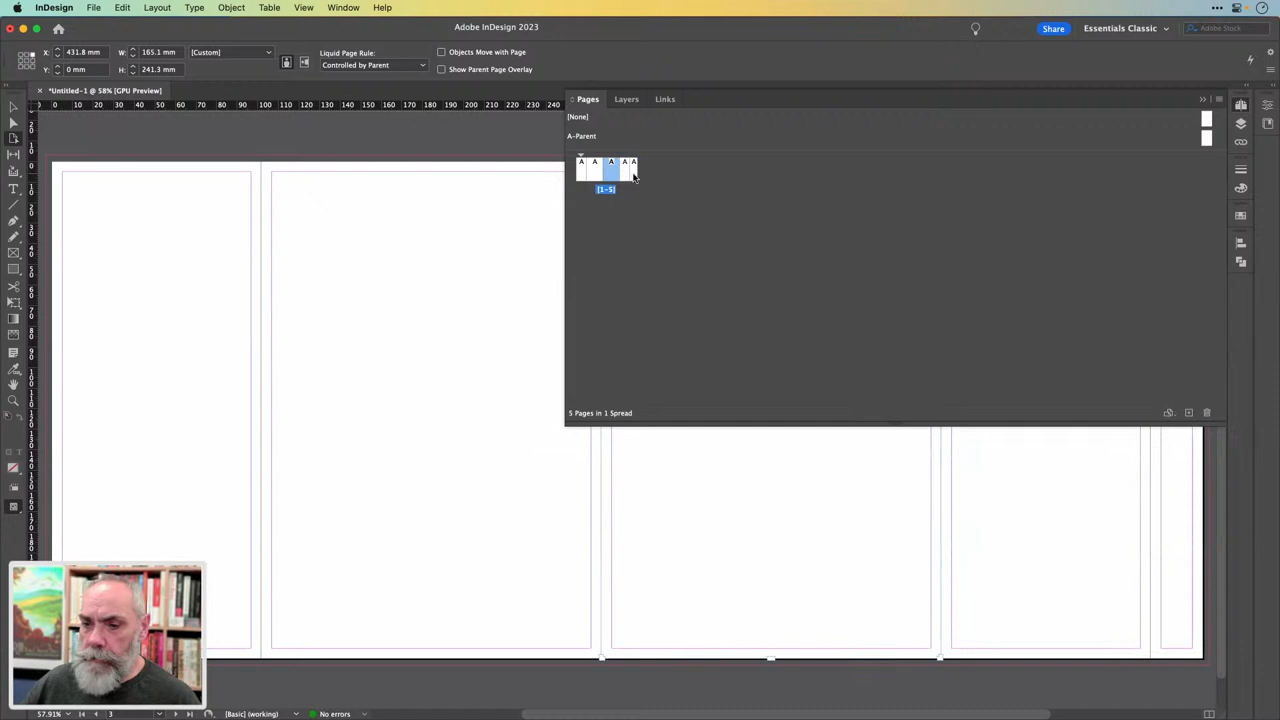 InDesign File Edit Layout Type Object Table View Window Help
Adobe InDesign 2023
Share Essentials Classic Adobe Stock
X: 431.8 mm W: 165.1 mm [Custom] Liquid Page Rule: Objects Move with Page
Y: 0 mm H: 241.3 mm Controlled by Parent Show Parent Page Overlay
*Untitled-1 @ 58% [GPU Preview]
0 10 20 30 40 50 60 70 80 90 100 110 120 130 140 150 160 170 180 190 200 210 220 230 240
Pages Layers Links
[None]
A-Parent
A A A A A
[1-5]
5 Pages in 1 Spread
57.91% 3 [Basic] (working) No errors